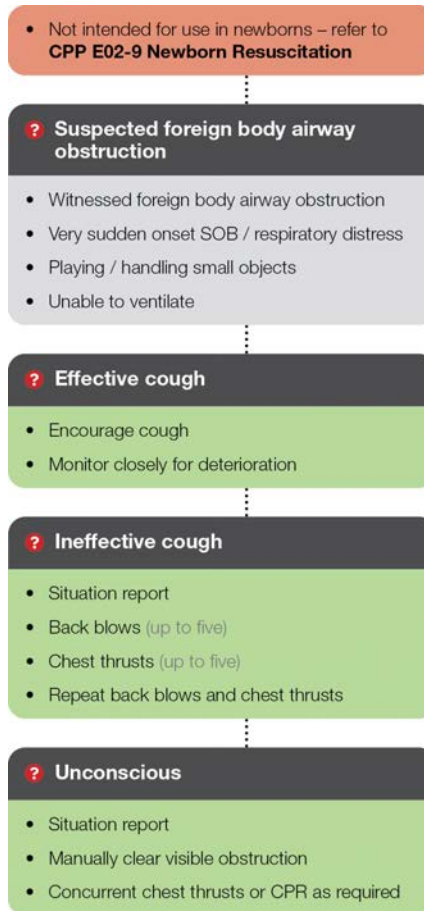 • Not intended for use in newborns – refer to
CPP E02-9 Newborn Resuscitation
? Suspected foreign body airway
obstruction
• Witnessed foreign body airway obstruction
• Very sudden onset SOB / respiratory distress
• Playing / handling small objects
• Unable to ventilate
? Effective cough
• Encourage cough
• Monitor closely for deterioration
? Ineffective cough
• Situation report
• Back blows (up to five)
• Chest thrusts (up to five)
• Repeat back blows and chest thrusts
? Unconscious
• Situation report
• Manually clear visible obstruction
• Concurrent chest thrusts or CPR as required